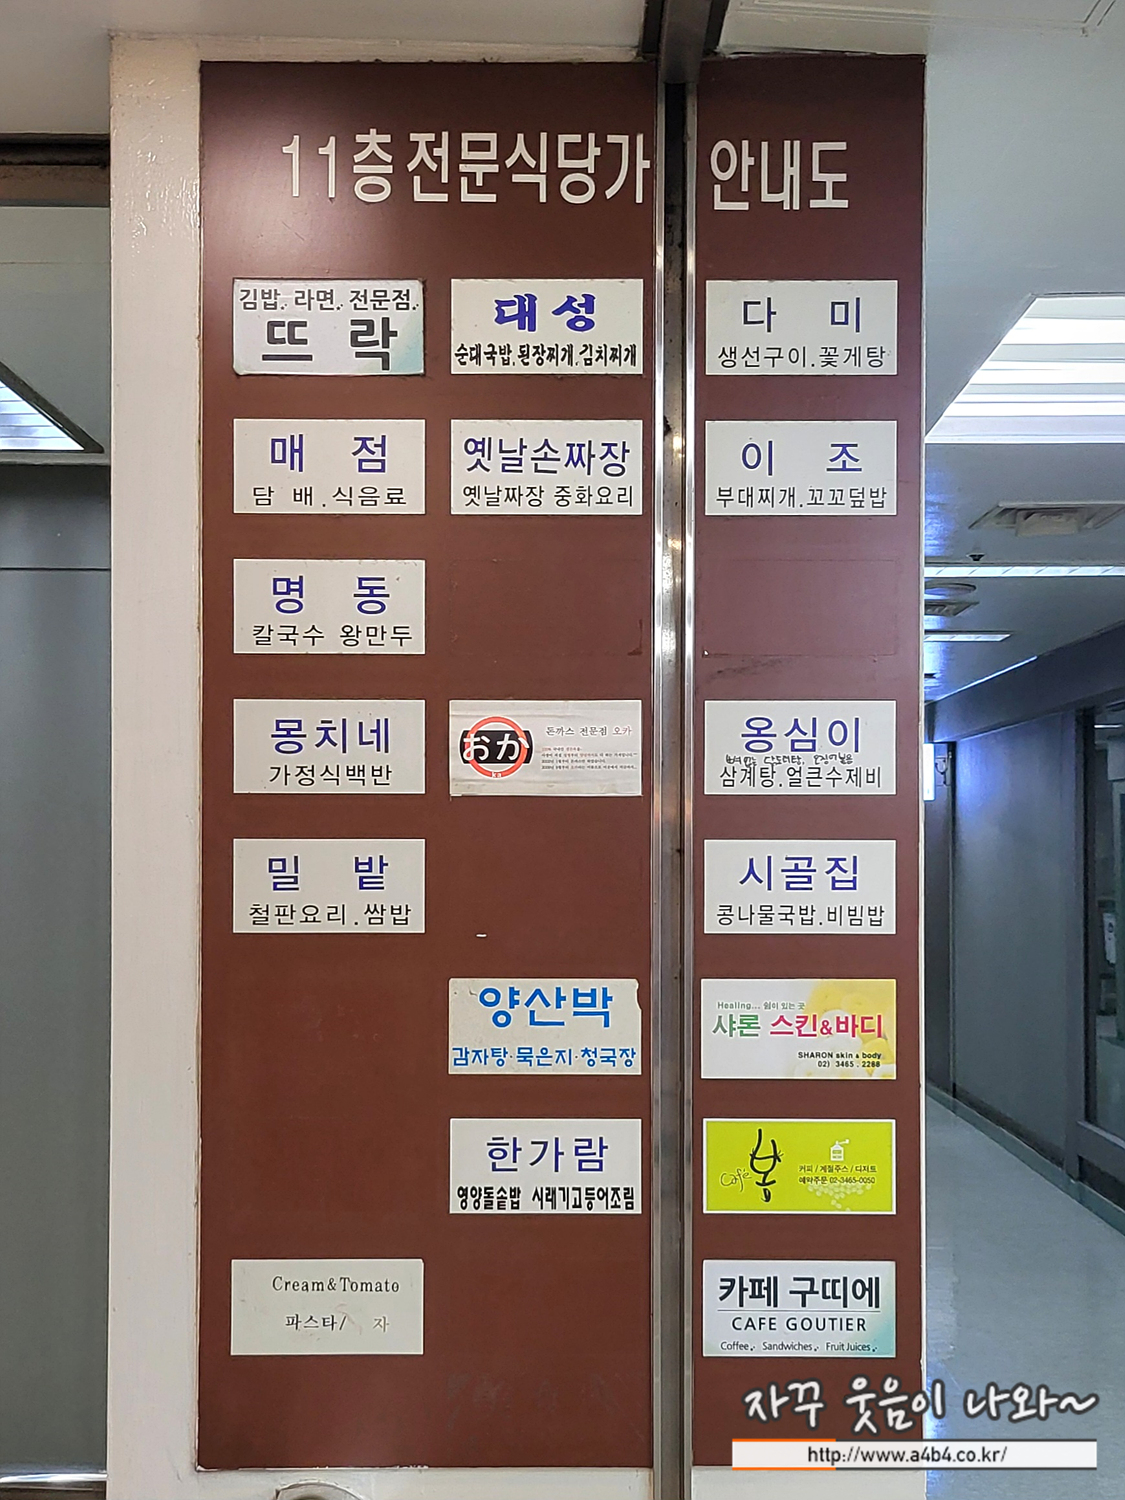 11층 전문식당가 안내도
김밥. 라면. 전문점.
뜨 락
대성
순대국밥.된장찌개.김치찌개
다 미
생선구이.꽃게탕
매 점
담 배.식음료
옛날손짜장
옛날짜장 중화요리
이 조
부대찌개.꼬꼬덮밥
명 동
칼국수 왕만두
몽치네
가정식백반
おか
돈까스 전문점 오카
옹심이
삼계탕.얼큰수제비
밀 밭
철판요리.쌈밥
시골집
콩나물국밥.비빔밥
양산박
감자탕·묵은지·청국장
Healing... 쉼이 있는 곳
샤론 스킨&바디
SHARON skin & body
02) 3465 . 2288
한가람
영양돌솥밥 시래기고등어조림
Café 봄
커피 / 계절주스 / 디저트
예약주문 02-3465-0050
Cream&Tomato
파스타/ 자
카페 구띠에
CAFE GOUTIER
Coffee, Sandwiches, Fruit Juices,
자꾸 웃음이 나와~
http://www.a4b4.co.kr/